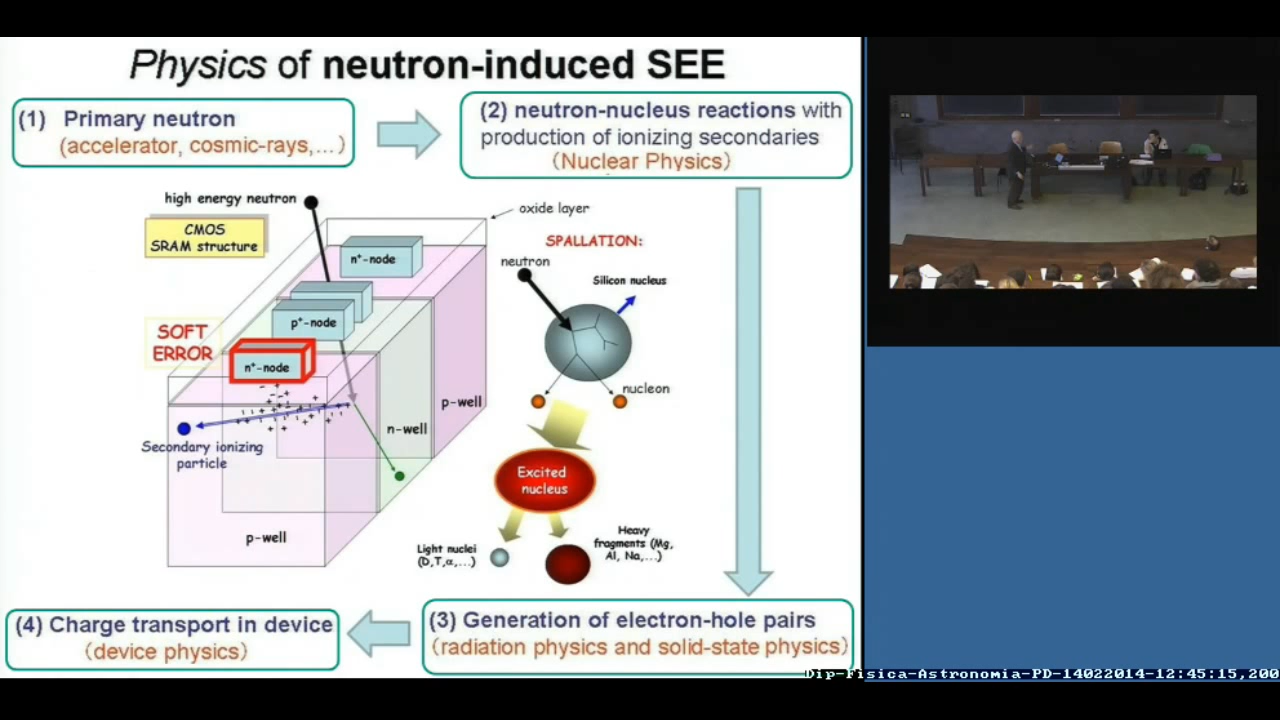 Physics of neutron-induced SEE
(1) Primary neutron
(accelerator, cosmic-rays,...)
(2) neutron-nucleus reactions with
production of ionizing secondaries
(Nuclear Physics)
high energy neutron
CMOS
SRAM structure
oxide layer
n⁺-node
p⁺-node
SOFT
ERROR
n⁺-node
p-well
n-well
Secondary ionizing
particle
p-well
SPALLATION:
neutron
Silicon nucleus
nucleon
Excited
nucleus
Light nuclei
(D,T,α,...)
Heavy
fragments (Mg,
Al, Na,...)
(3) Generation of electron-hole pairs
(radiation physics and solid-state physics)
(4) Charge transport in device
(device physics)
Dip-Fisica-Astronomia-PD-14022014-12:45:15,200